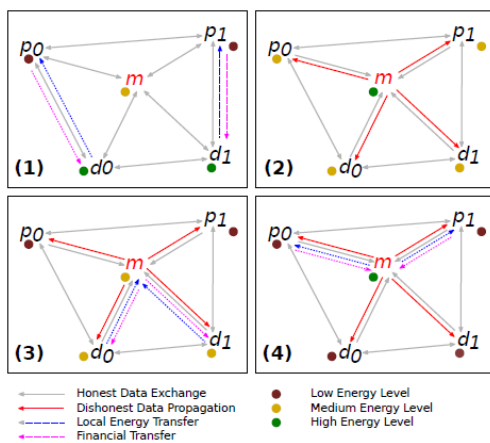 p0 p1
m
(1) d0 d1
p0 p1
m
(2) d0 d1
p0 p1
m
(3) d0 d1
p0 p1
m
(4) d0 d1
Honest Data Exchange
Dishonest Data Propagation
Local Energy Transfer
Financial Transfer
Low Energy Level
Medium Energy Level
High Energy Level